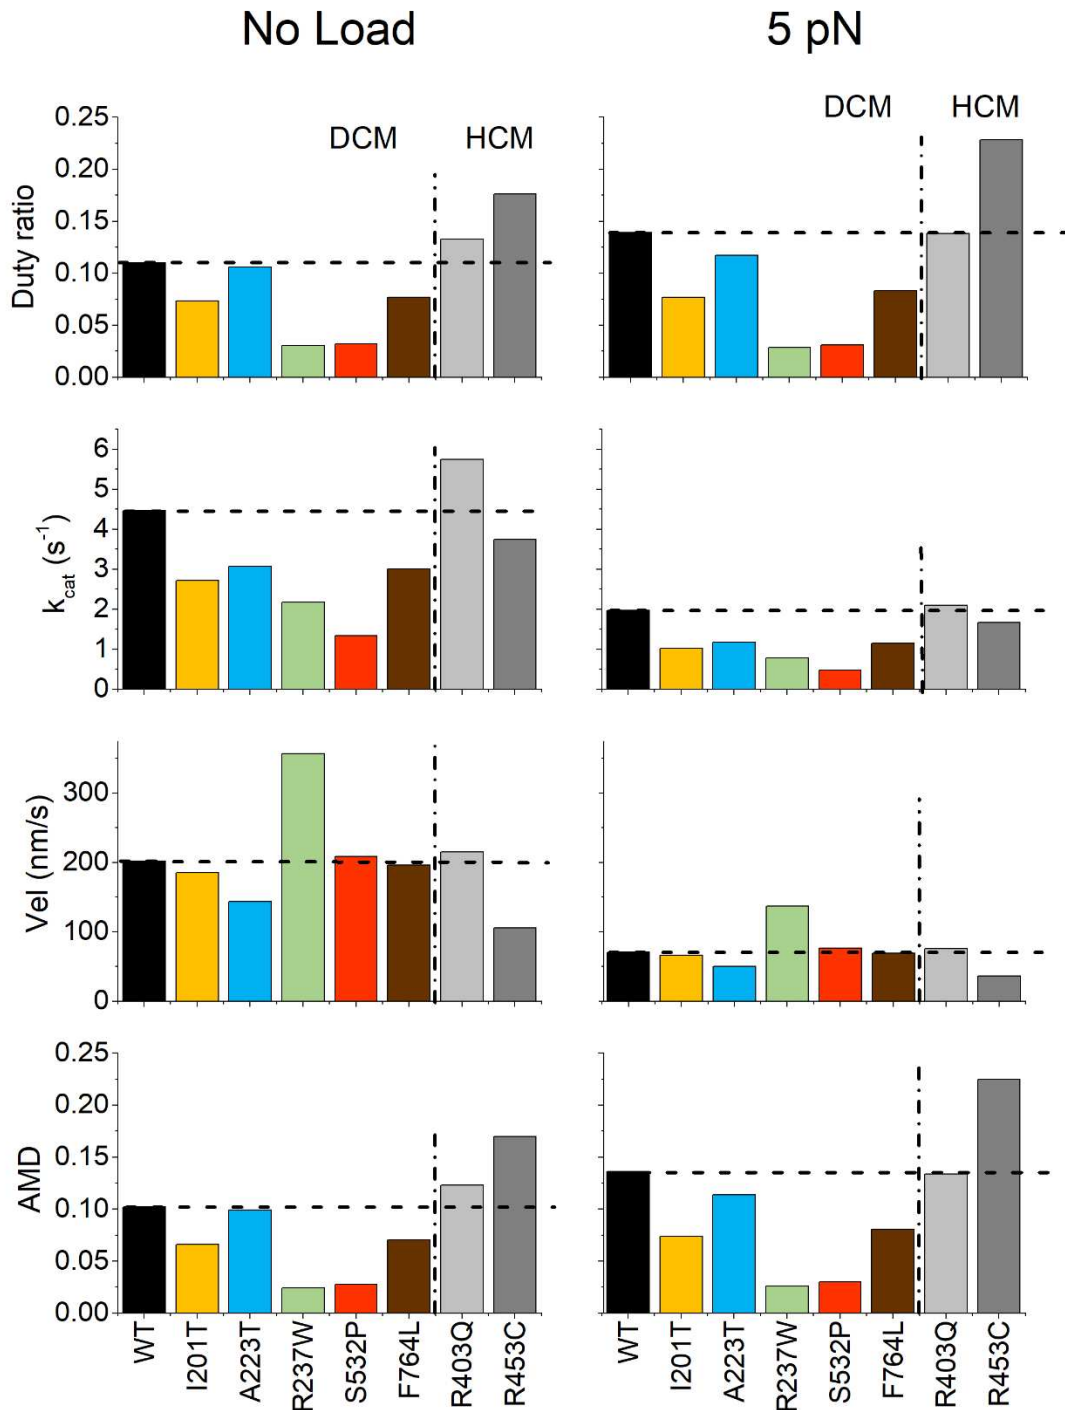 No Load 5 pN
DCM HCM DCM HCM
Duty ratio
0.25
0.20
0.15
0.10
0.05
0.00
k_cat (s⁻¹)
6
5
4
3
2
1
0
Vel (nm/s)
300
200
100
0
AMD
0.25
0.20
0.15
0.10
0.05
0.00
WT I201T A223T R237W S532P F764L R403Q R453C
WT I201T A223T R237W S532P F764L R403Q R453C